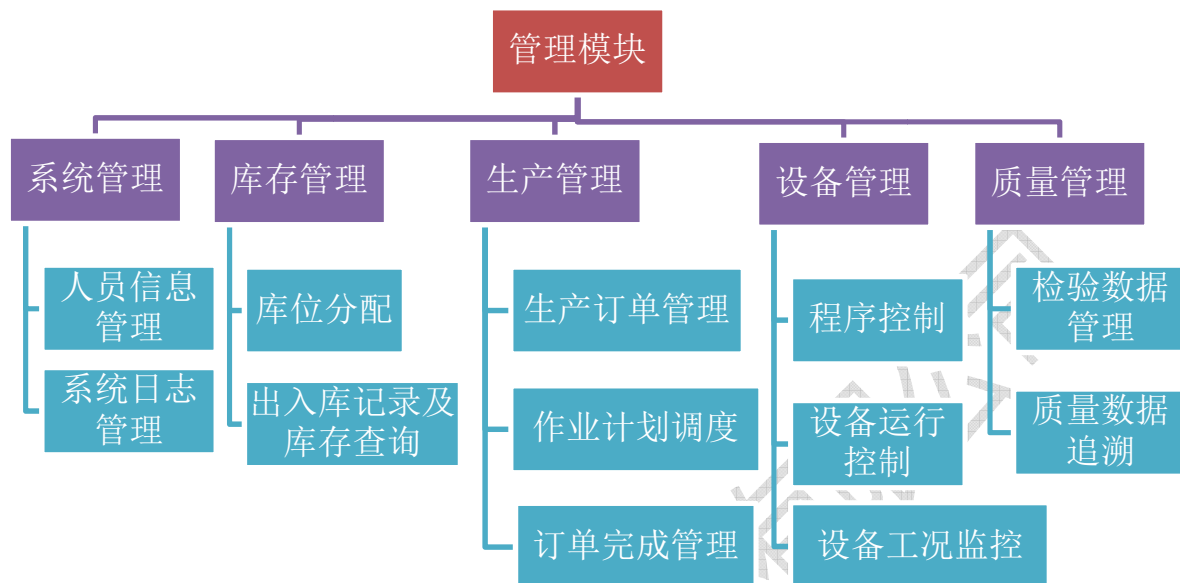 管理模块
系统管理
库存管理
生产管理
设备管理
质量管理
人员信息
管理
系统日志
管理
库位分配
出入库记录及
库存查询
生产订单管理
作业计划调度
订单完成管理
程序控制
设备运行
控制
设备工况监控
检验数据
管理
质量数据
追溯